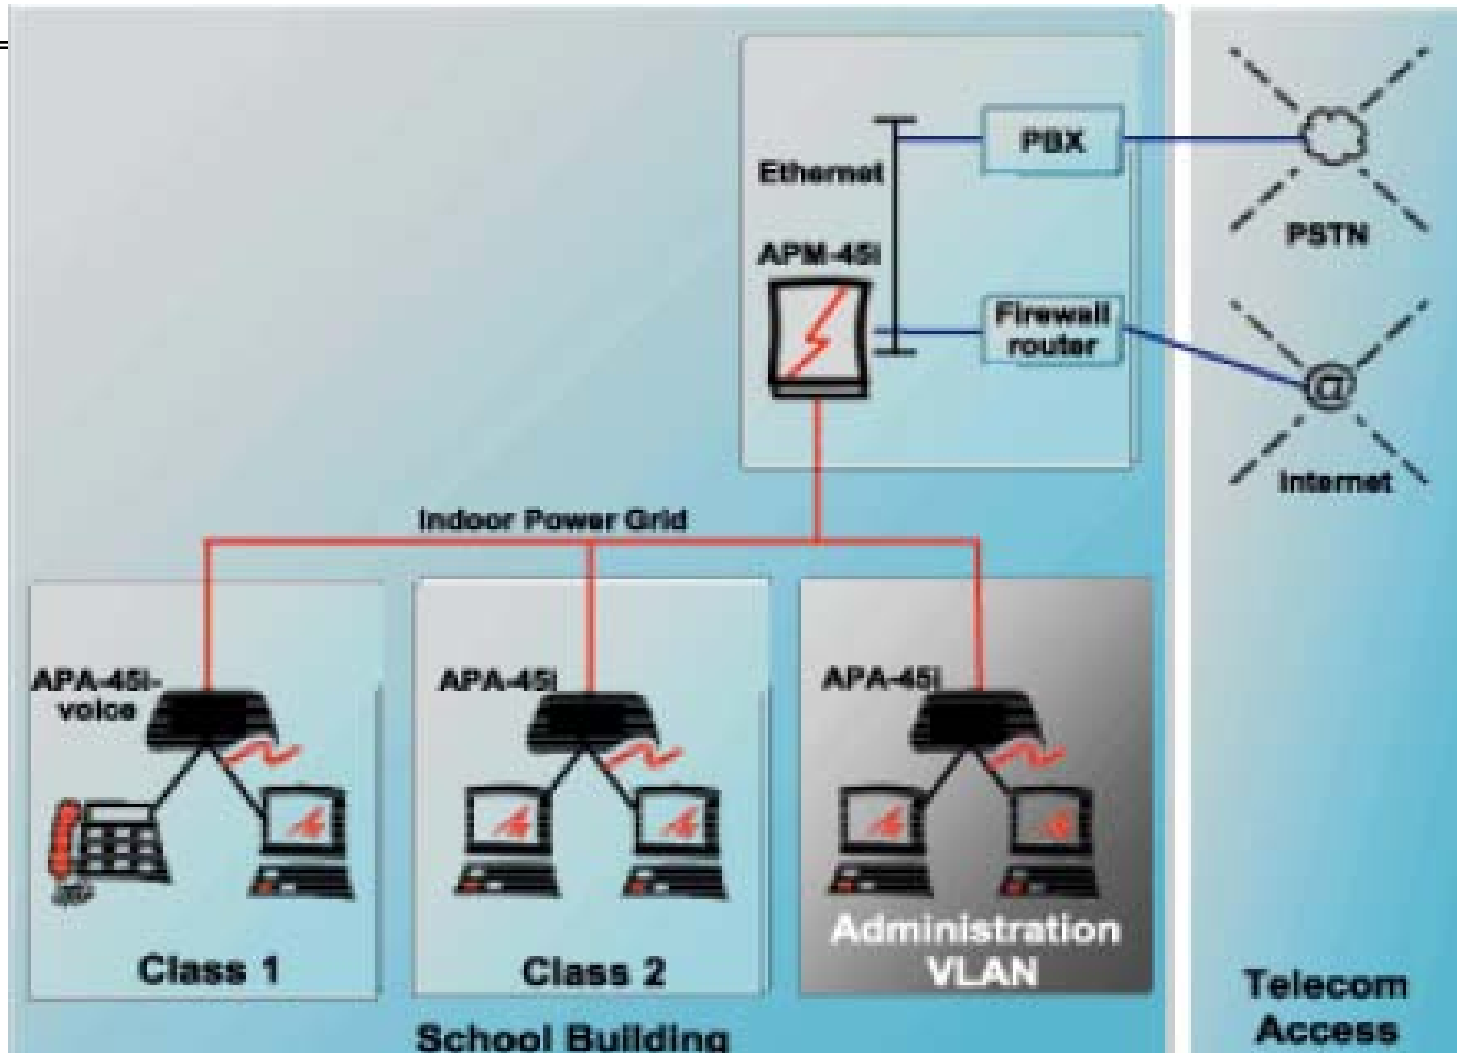 Ethernet
PBX
PSTN
APM-45i
Firewall
router
@
Internet
Indoor Power Grid
APA-45i-
voice
APA-45i
APA-45i
Class 1
Class 2
Administration
VLAN
School Building
Telecom
Access